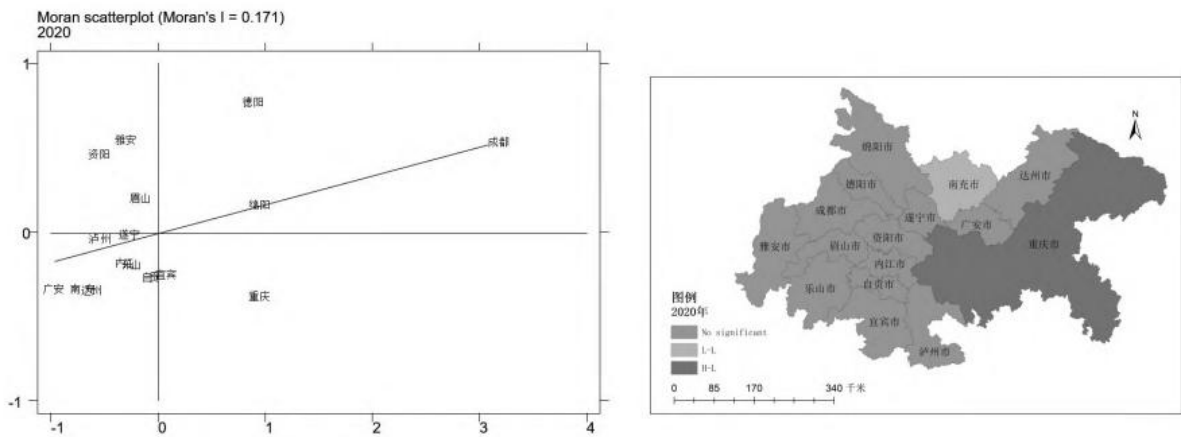 Moran scatterplot (Moran's I = 0.171)
2020
1
德阳
成都
雅安
资阳
眉山
绵阳
0
泸州
遂宁
内江
乐山
自贡
宜宾
广安
南充
达州
重庆
-1
-1
0
1
2
3
4
N
绵阳市
南充市
达州市
德阳市
成都市
遂宁市
广安市
雅安市
眉山市
资阳市
重庆市
内江市
乐山市
自贡市
宜宾市
泸州市
图例
2020年
No significant
L-L
H-L
0 85 170 340 千米